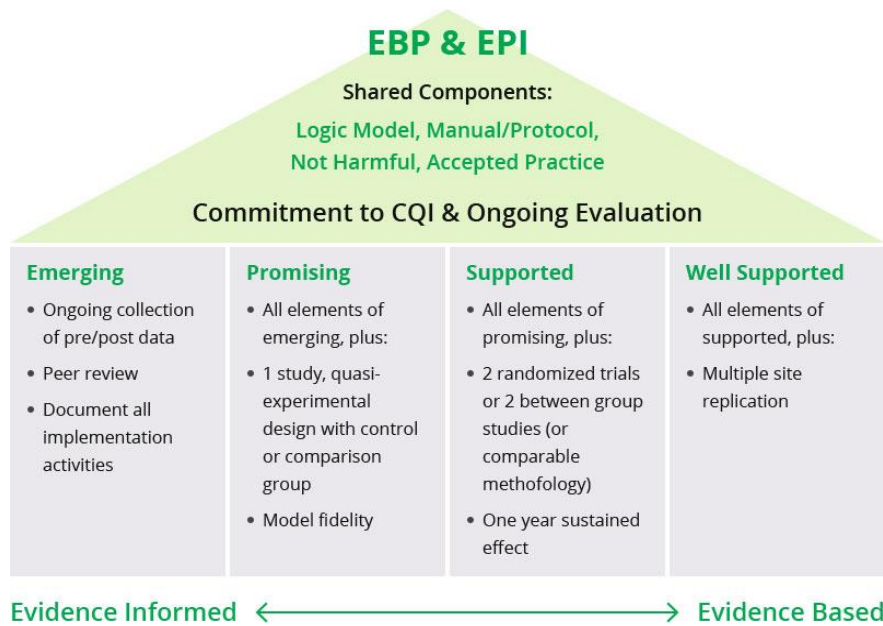 EBP & EPI
Shared Components:
Logic Model, Manual/Protocol,
Not Harmful, Accepted Practice
Commitment to CQI & Ongoing Evaluation
Emerging
• Ongoing collection
of pre/post data
• Peer review
• Document all
implementation
activities
Promising
• All elements of
emerging, plus:
• 1 study, quasi-
experimental
design with control
or comparison
group
• Model fidelity
Supported
• All elements of
promising, plus:
• 2 randomized trials
or 2 between group
studies (or
comparable
methofology)
• One year sustained
effect
Well Supported
• All elements of
supported, plus:
• Multiple site
replication
Evidence Informed
Evidence Based